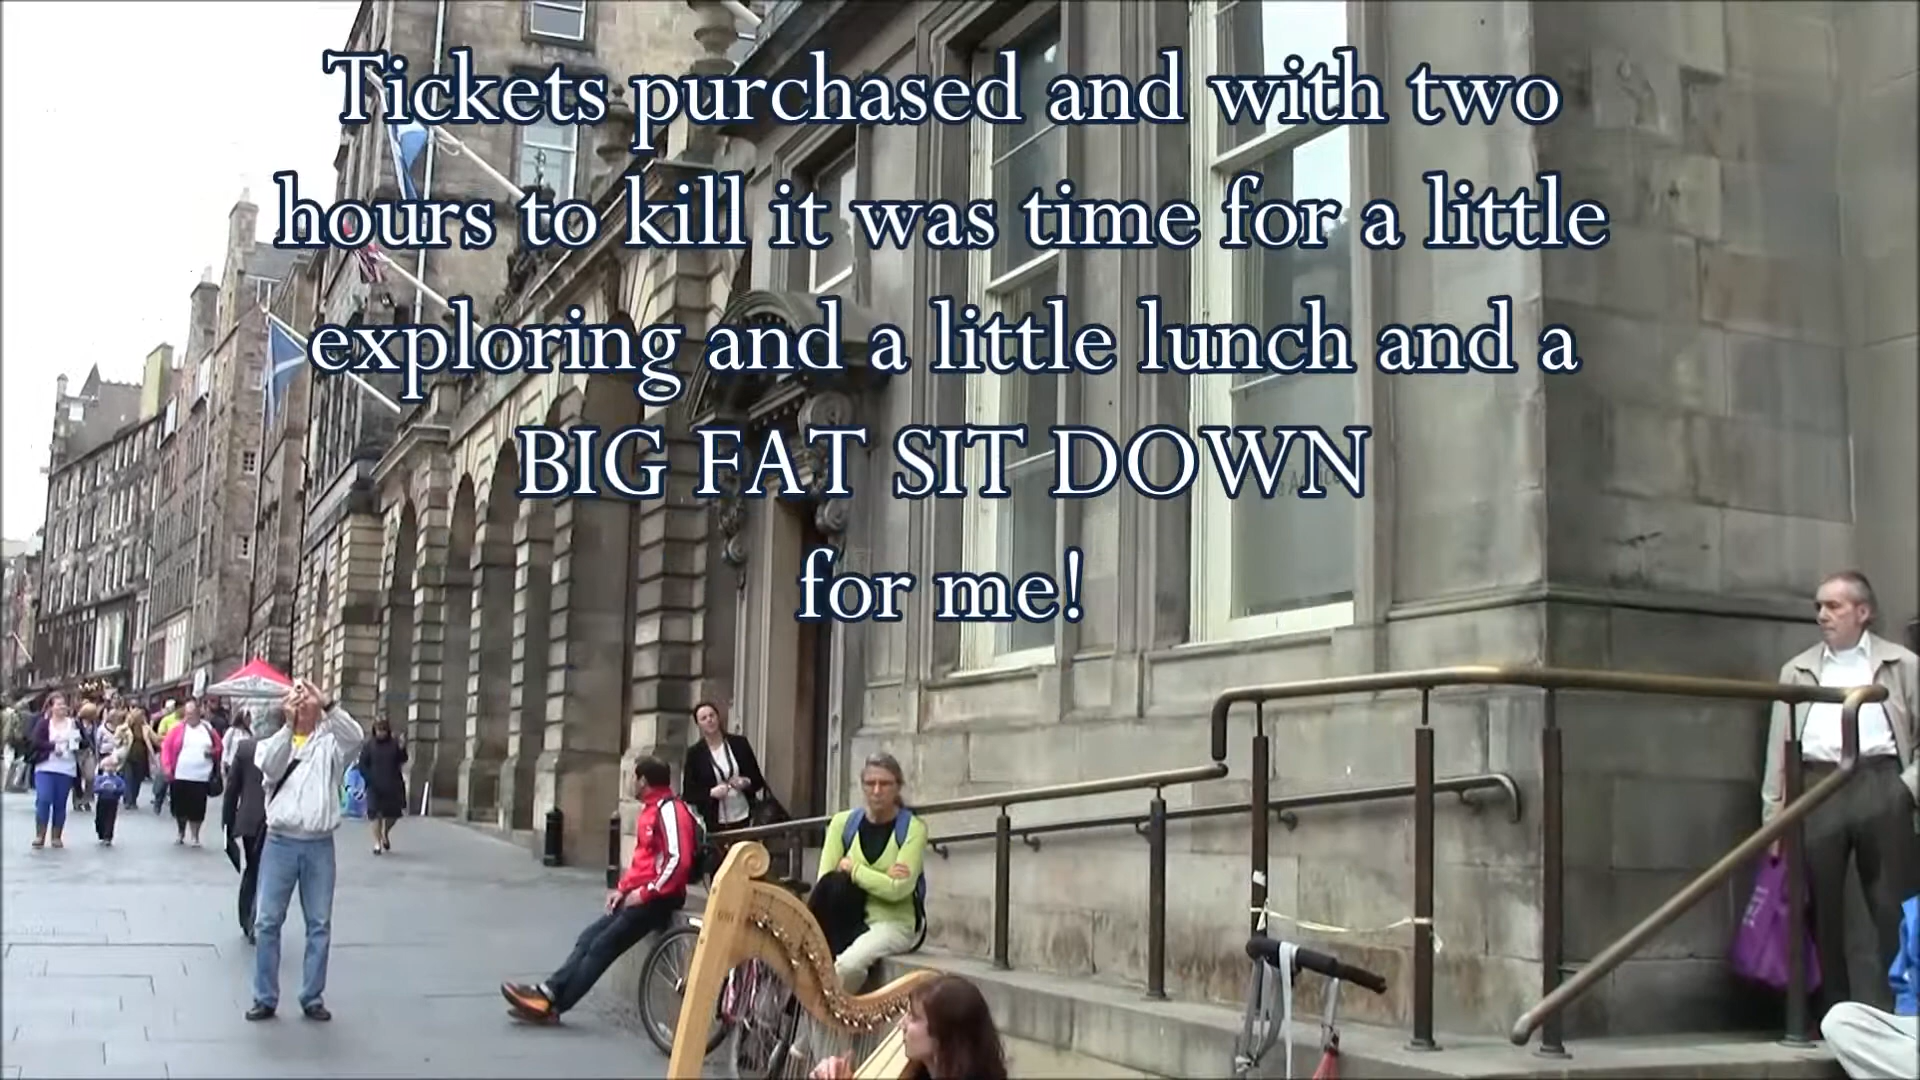 Tickets purchased and with two
hours to kill it was time for a little
exploring and a little lunch and a
BIG FAT SIT DOWN
for me!